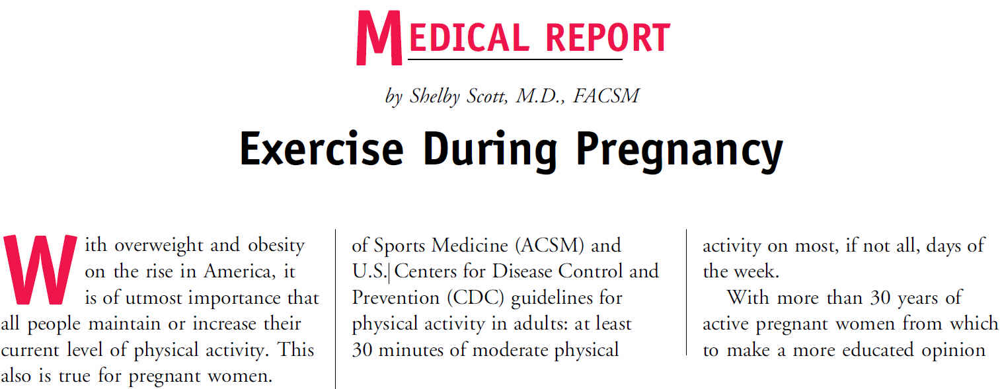 MEDICAL REPORT
by Shelby Scott, M.D., FACSM
Exercise During Pregnancy
With overweight and obesity
on the rise in America, it
is of utmost importance that
all people maintain or increase their
current level of physical activity. This
also is true for pregnant women.
of Sports Medicine (ACSM) and
U.S. Centers for Disease Control and
Prevention (CDC) guidelines for
physical activity in adults: at least
30 minutes of moderate physical
activity on most, if not all, days of
the week.
With more than 30 years of
active pregnant women from which
to make a more educated opinion